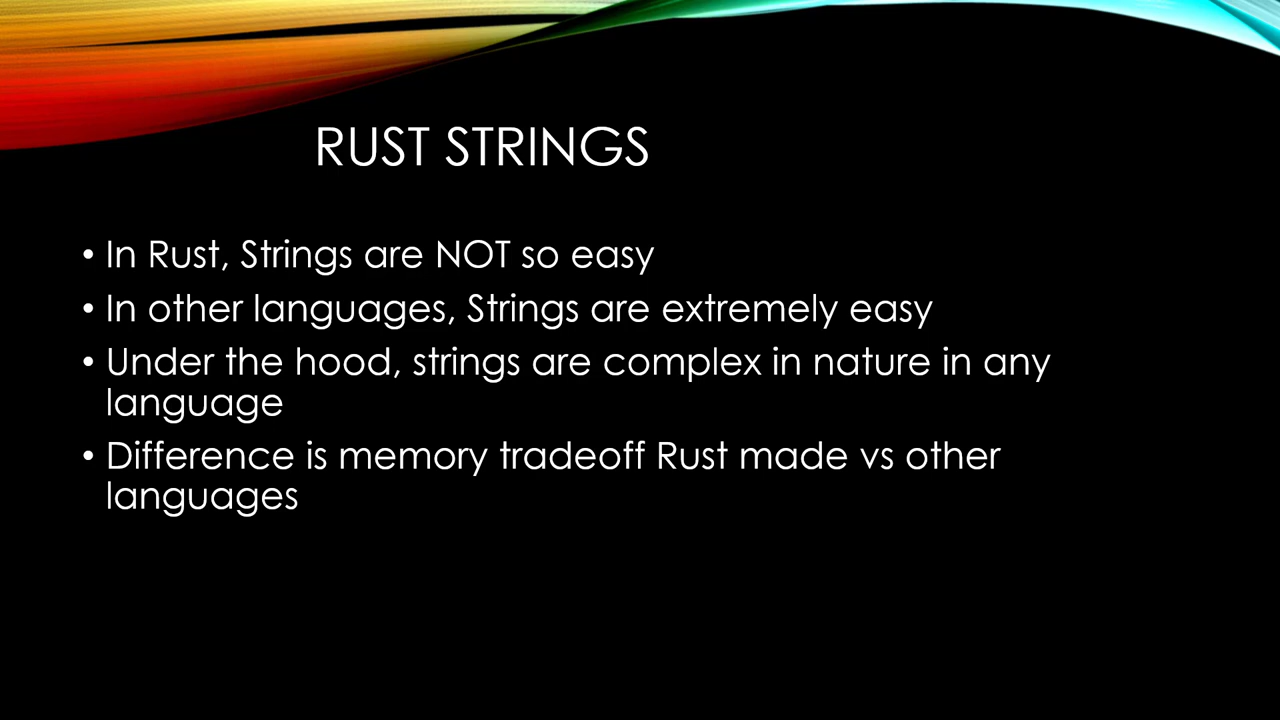 RUST STRINGS
• In Rust, Strings are NOT so easy
• In other languages, Strings are extremely easy
• Under the hood, strings are complex in nature in any
language
• Difference is memory tradeoff Rust made vs other
languages